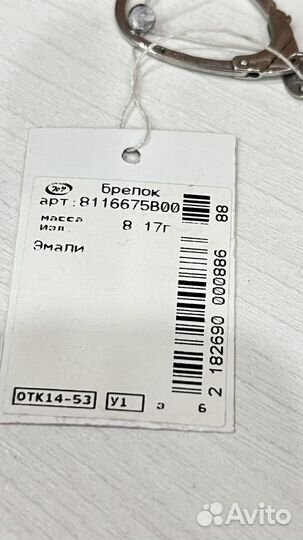 Брелок
арт:8116675В00
масса
изд. 8 17г
Эмали
ОТК14-53 У1 Э 6
2 182690 000886
88
Avito